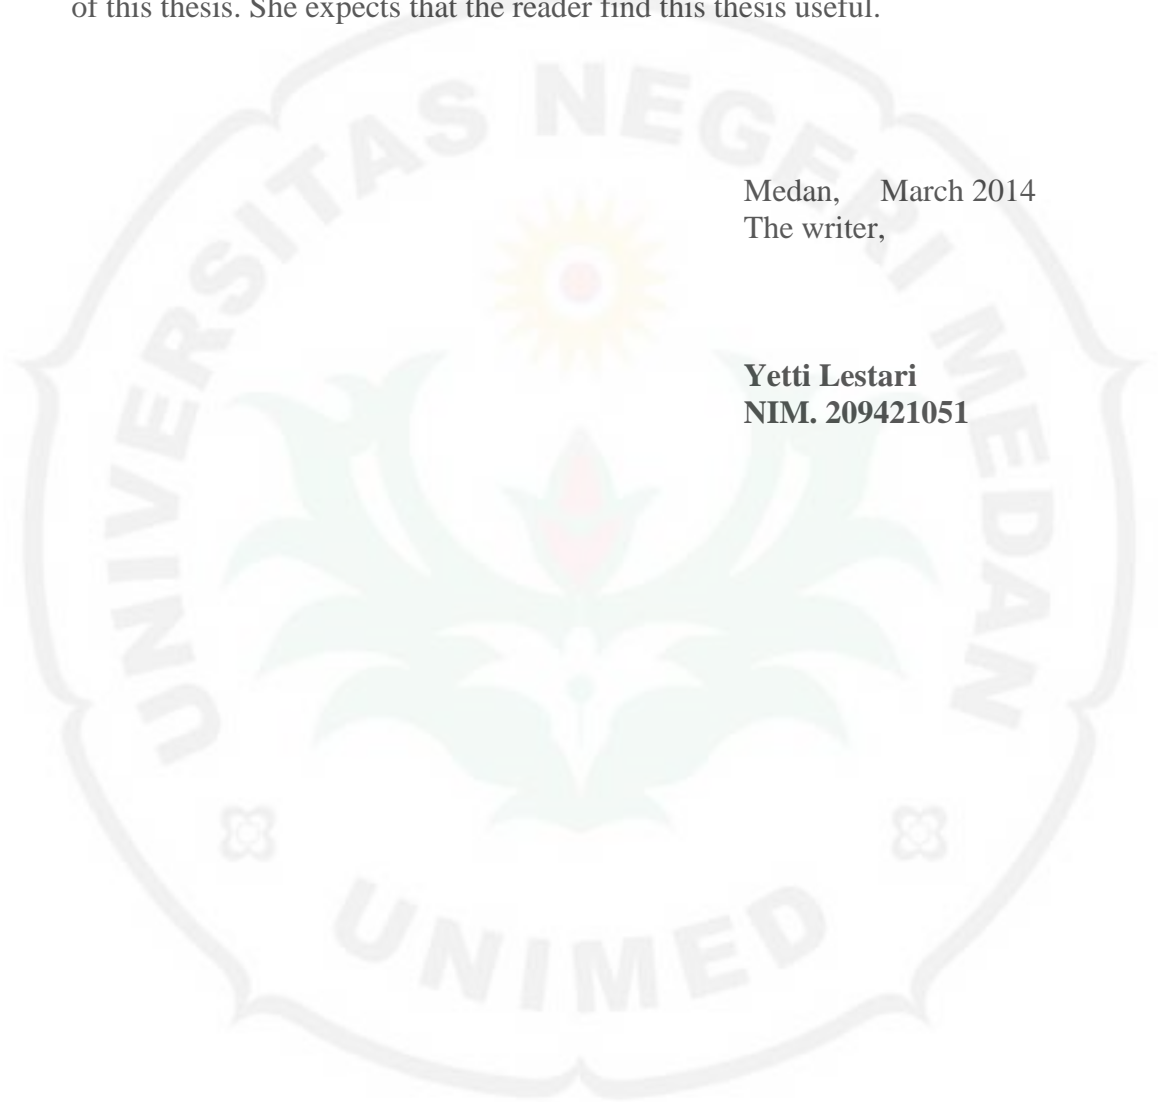 of this thesis. She expects that the reader find this thesis useful.
Medan, March 2014
The writer,
Yetti Lestari
NIM. 209421051
UNIVERSITAS NEGERI MEDAN
UNIMED